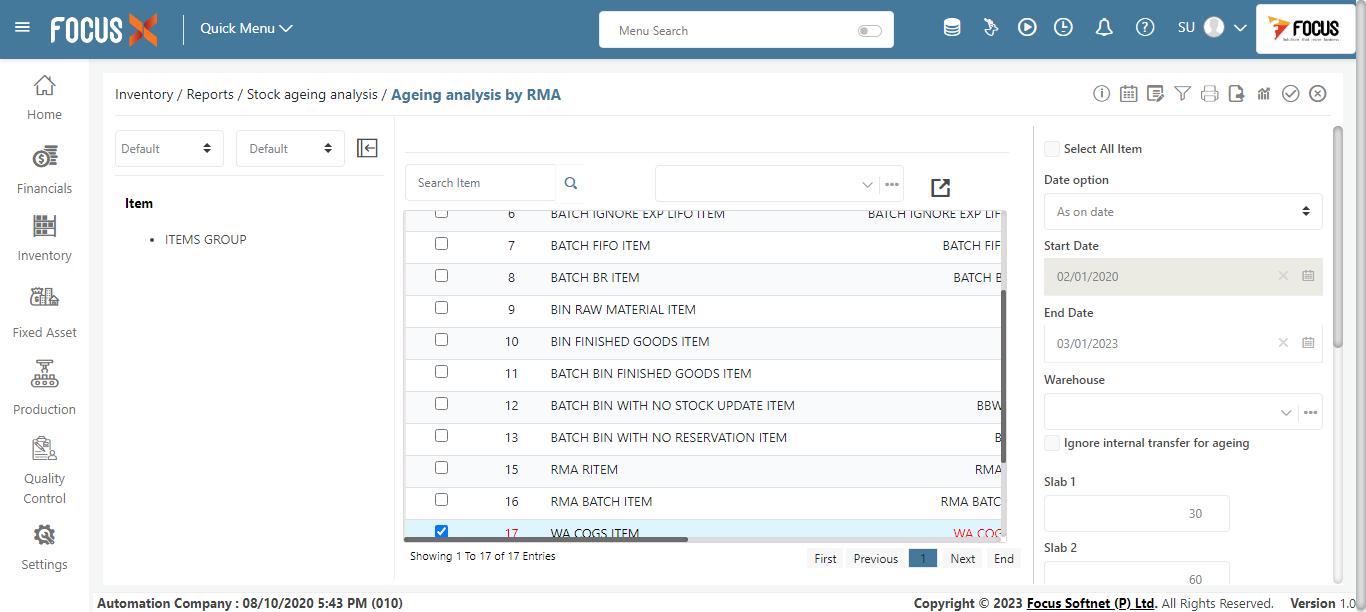 FOCUS X
Quick Menu
Menu Search
SU
FOCUS
Inventory / Reports / Stock ageing analysis / Ageing analysis by RMA
Home
Financials
Inventory
Fixed Asset
Production
Quality
Control
Settings
Default
Default
Item
ITEMS GROUP
Search Item
6 BATCH IGNORE EXP LIFO ITEM BATCH IGNORE EXP LIF
7 BATCH FIFO ITEM BATCH FIF
8 BATCH BR ITEM BATCH B
9 BIN RAW MATERIAL ITEM
10 BIN FINISHED GOODS ITEM
11 BATCH BIN FINISHED GOODS ITEM
12 BATCH BIN WITH NO STOCK UPDATE ITEM BBW
13 BATCH BIN WITH NO RESERVATION ITEM B
15 RMA RITEM RMA
16 RMA BATCH ITEM RMA BATC
17 WA COGS ITEM WA COG
Showing 1 To 17 of 17 Entries
First Previous 1 Next End
Select All Item
Date option
As on date
Start Date
02/01/2020
End Date
03/01/2023
Warehouse
Ignore internal transfer for ageing
Slab 1
30
Slab 2
60
Automation Company : 08/10/2020 5:43 PM (010)
Copyright © 2023 Focus Softnet (P) Ltd. All Rights Reserved. Version 1.0